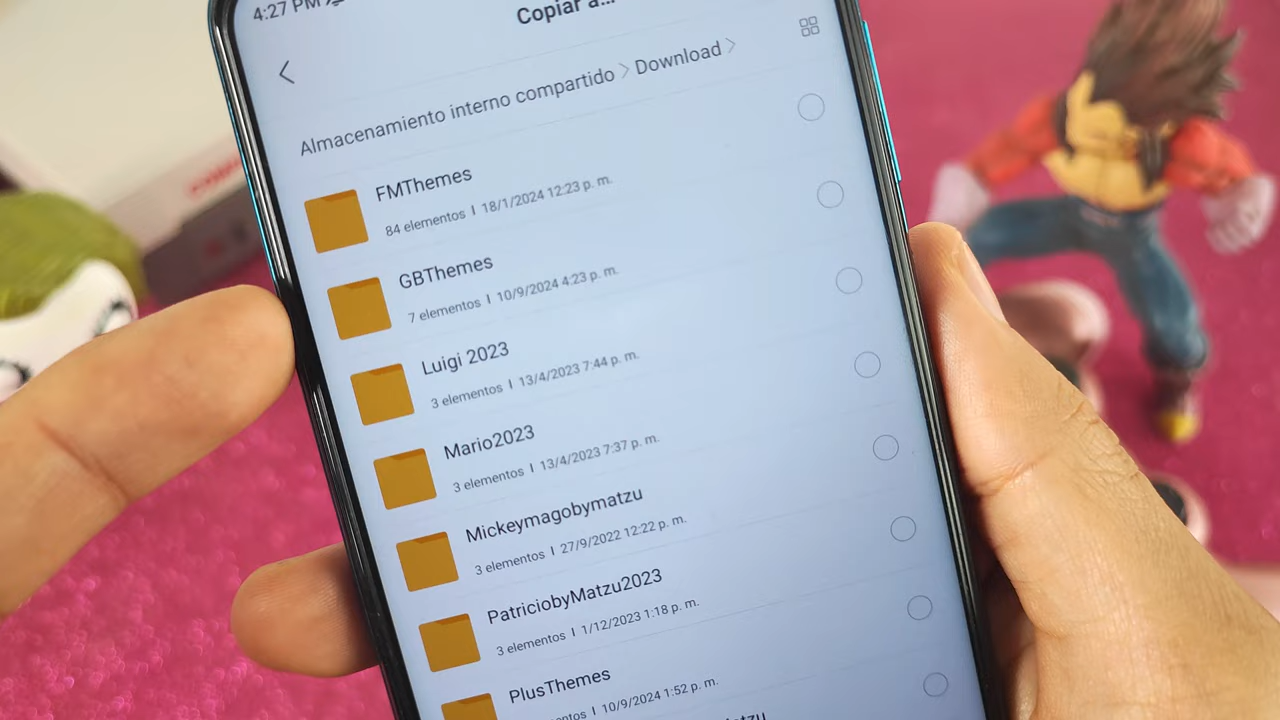 4:27 PM
Copiar a...
Almacenamiento interno compartido > Download >
FMThemes
84 elementos | 18/1/2024 12:23 p. m.
GBThemes
7 elementos | 10/9/2024 4:23 p. m.
Luigi 2023
3 elementos | 13/4/2023 7:44 p. m.
Mario2023
3 elementos | 13/4/2023 7:37 p. m.
Mickeymagobymatzu
3 elementos | 27/9/2022 12:22 p. m.
PatriciobyMatzu2023
3 elementos | 1/12/2023 1:18 p. m.
PlusThemes
10/9/2024 1:52 p. m.